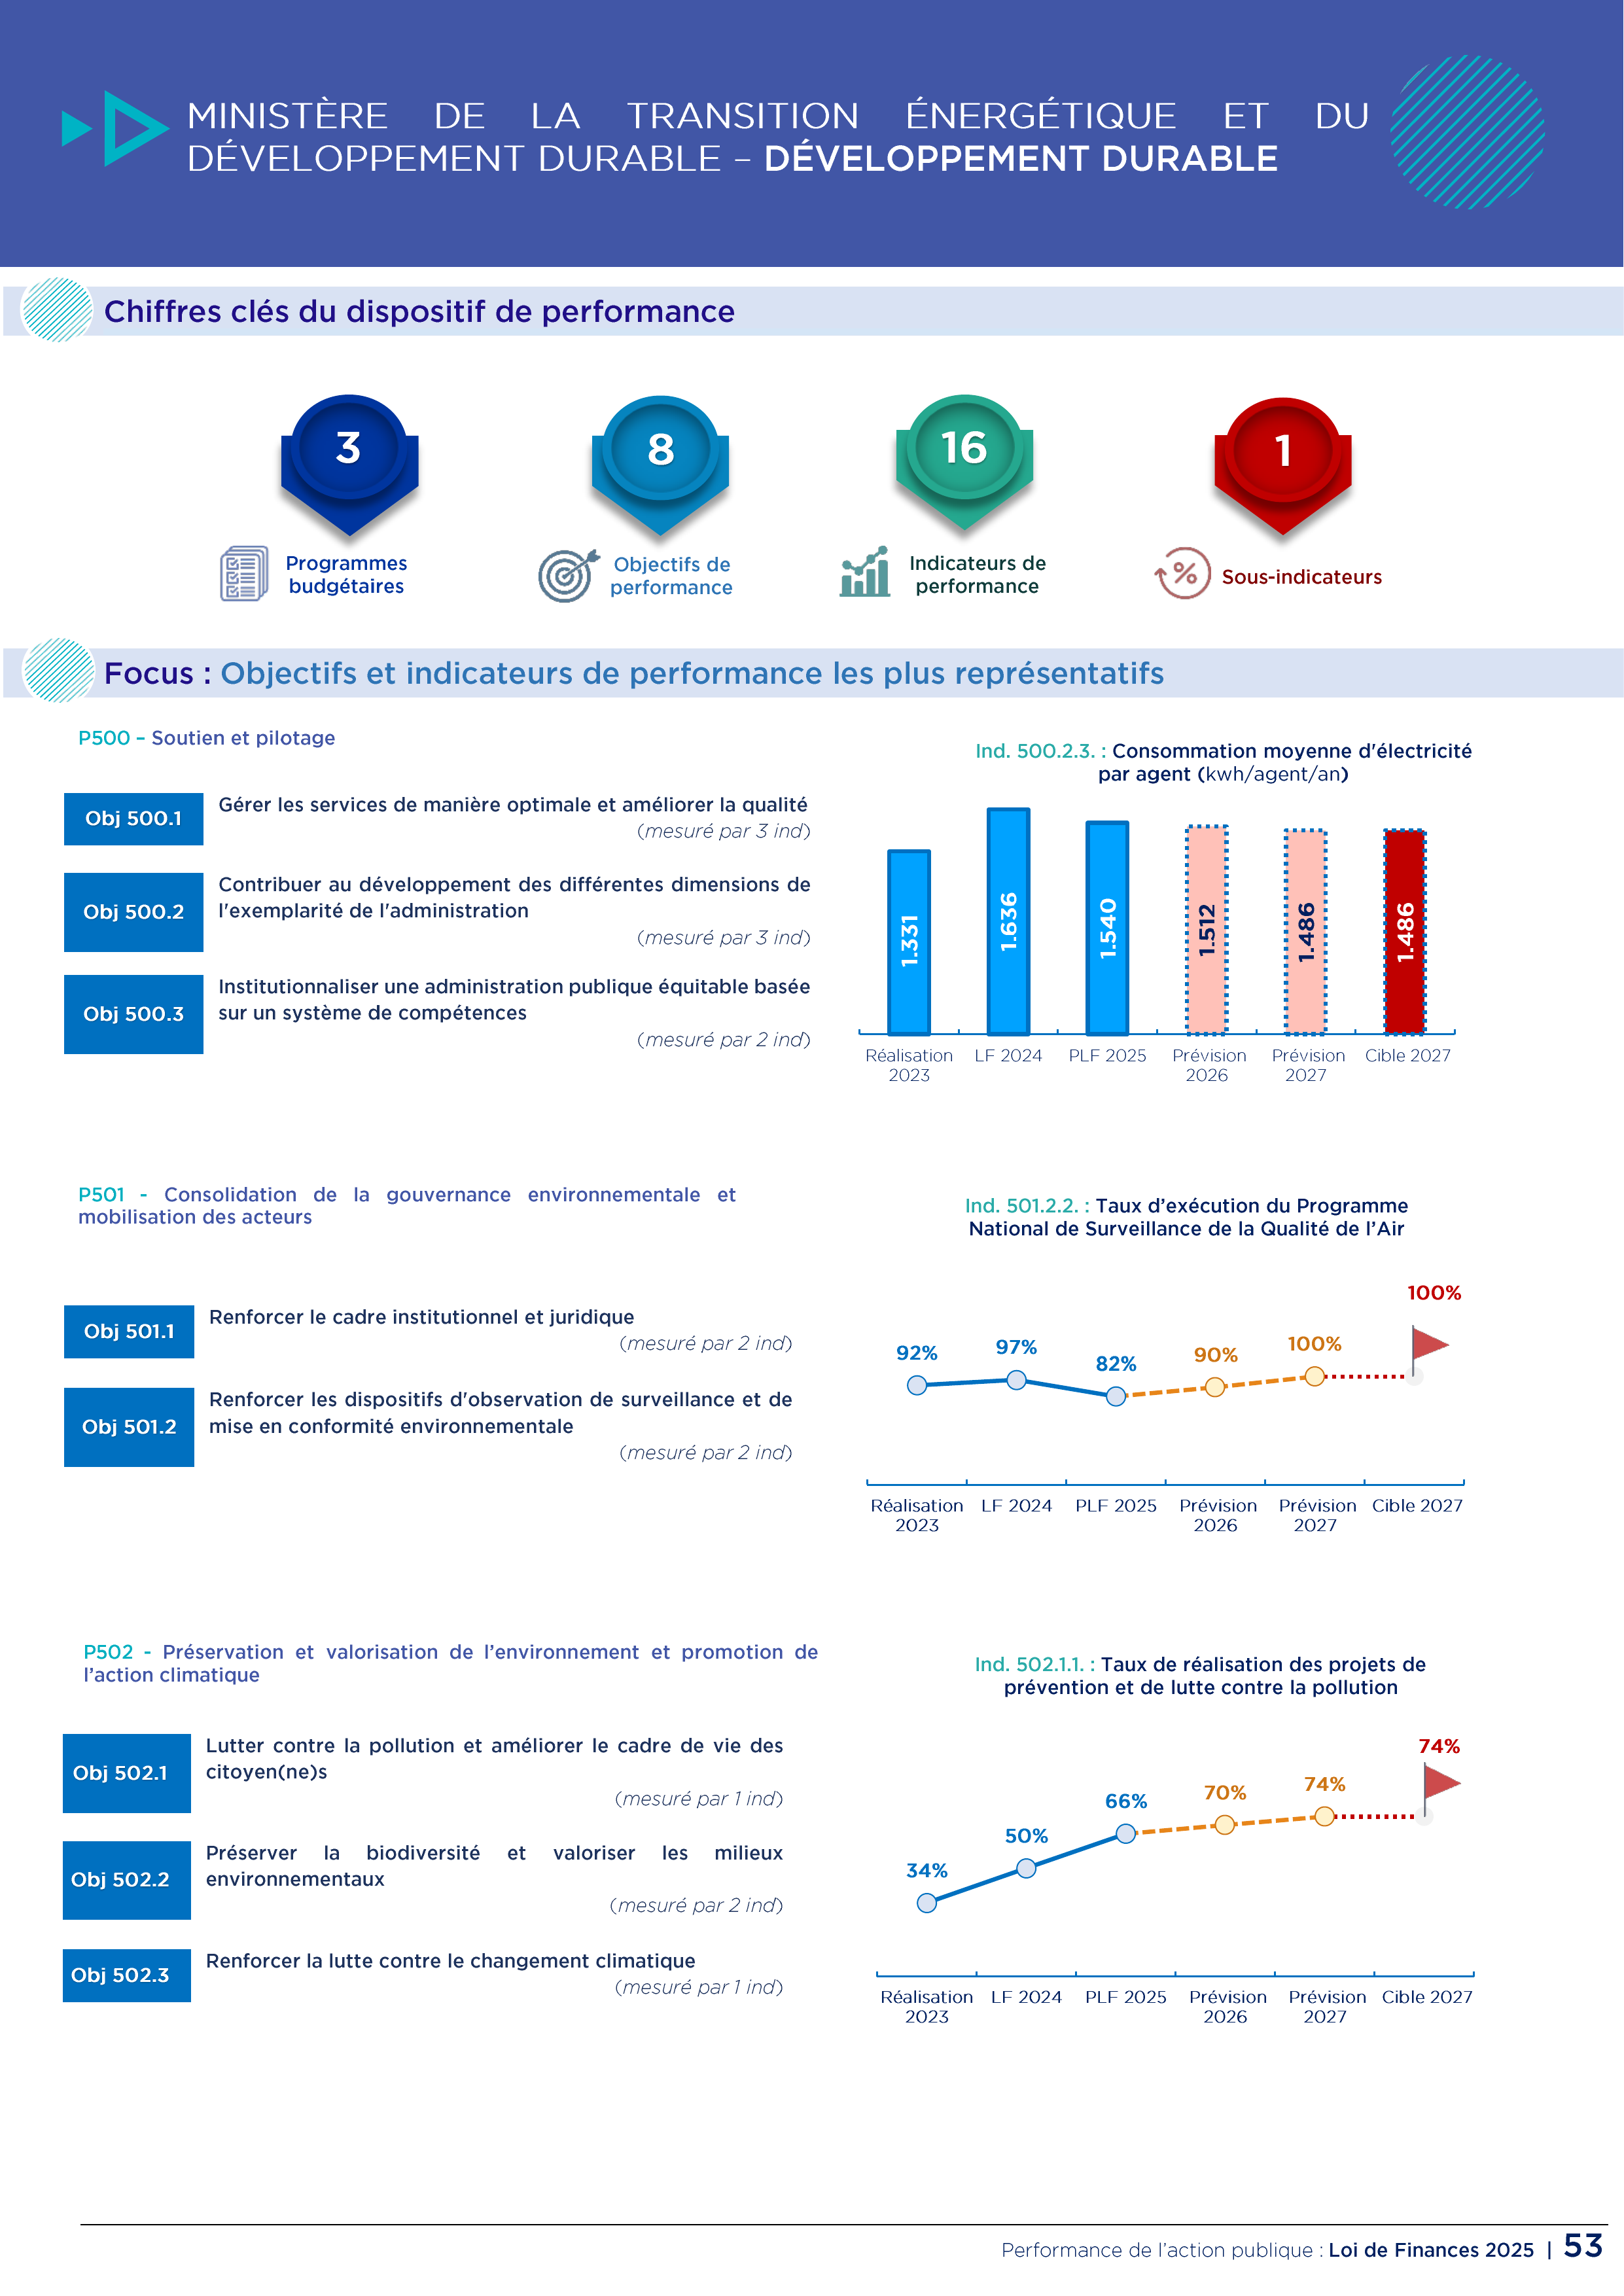 MINISTÈRE DE LA TRANSITION ÉNERGÉTIQUE ET DU
DÉVELOPPEMENT DURABLE – DÉVELOPPEMENT DURABLE
Chiffres clés du dispositif de performance
3
8
16
1
Programmes
budgétaires
Objectifs de
performance
Indicateurs de
performance
Sous-indicateurs
Focus : Objectifs et indicateurs de performance les plus représentatifs
P500 – Soutien et pilotage
Obj 500.1
Gérer les services de manière optimale et améliorer la qualité
(mesuré par 3 ind)
Obj 500.2
Contribuer au développement des différentes dimensions de
l'exemplarité de l'administration
(mesuré par 3 ind)
Obj 500.3
Institutionnaliser une administration publique équitable basée
sur un système de compétences
(mesuré par 2 ind)
Ind. 500.2.3. : Consommation moyenne d'électricité
par agent (kwh/agent/an)
1.331
1.636
1.540
1.512
1.486
1.486
Réalisation
2023
LF 2024
PLF 2025
Prévision
2026
Prévision
2027
Cible 2027
P501 - Consolidation de la gouvernance environnementale et
mobilisation des acteurs
Obj 501.1
Renforcer le cadre institutionnel et juridique
(mesuré par 2 ind)
Obj 501.2
Renforcer les dispositifs d'observation de surveillance et de
mise en conformité environnementale
(mesuré par 2 ind)
Ind. 501.2.2. : Taux d’exécution du Programme
National de Surveillance de la Qualité de l’Air
92%
97%
82%
90%
100%
100%
Réalisation
2023
LF 2024
PLF 2025
Prévision
2026
Prévision
2027
Cible 2027
P502 - Préservation et valorisation de l’environnement et promotion de
l’action climatique
Obj 502.1
Lutter contre la pollution et améliorer le cadre de vie des
citoyen(ne)s
(mesuré par 1 ind)
Obj 502.2
Préserver la biodiversité et valoriser les milieux
environnementaux
(mesuré par 2 ind)
Obj 502.3
Renforcer la lutte contre le changement climatique
(mesuré par 1 ind)
Ind. 502.1.1. : Taux de réalisation des projets de
prévention et de lutte contre la pollution
34%
50%
66%
70%
74%
74%
Réalisation
2023
LF 2024
PLF 2025
Prévision
2026
Prévision
2027
Cible 2027
Performance de l’action publique : Loi de Finances 2025 | 53